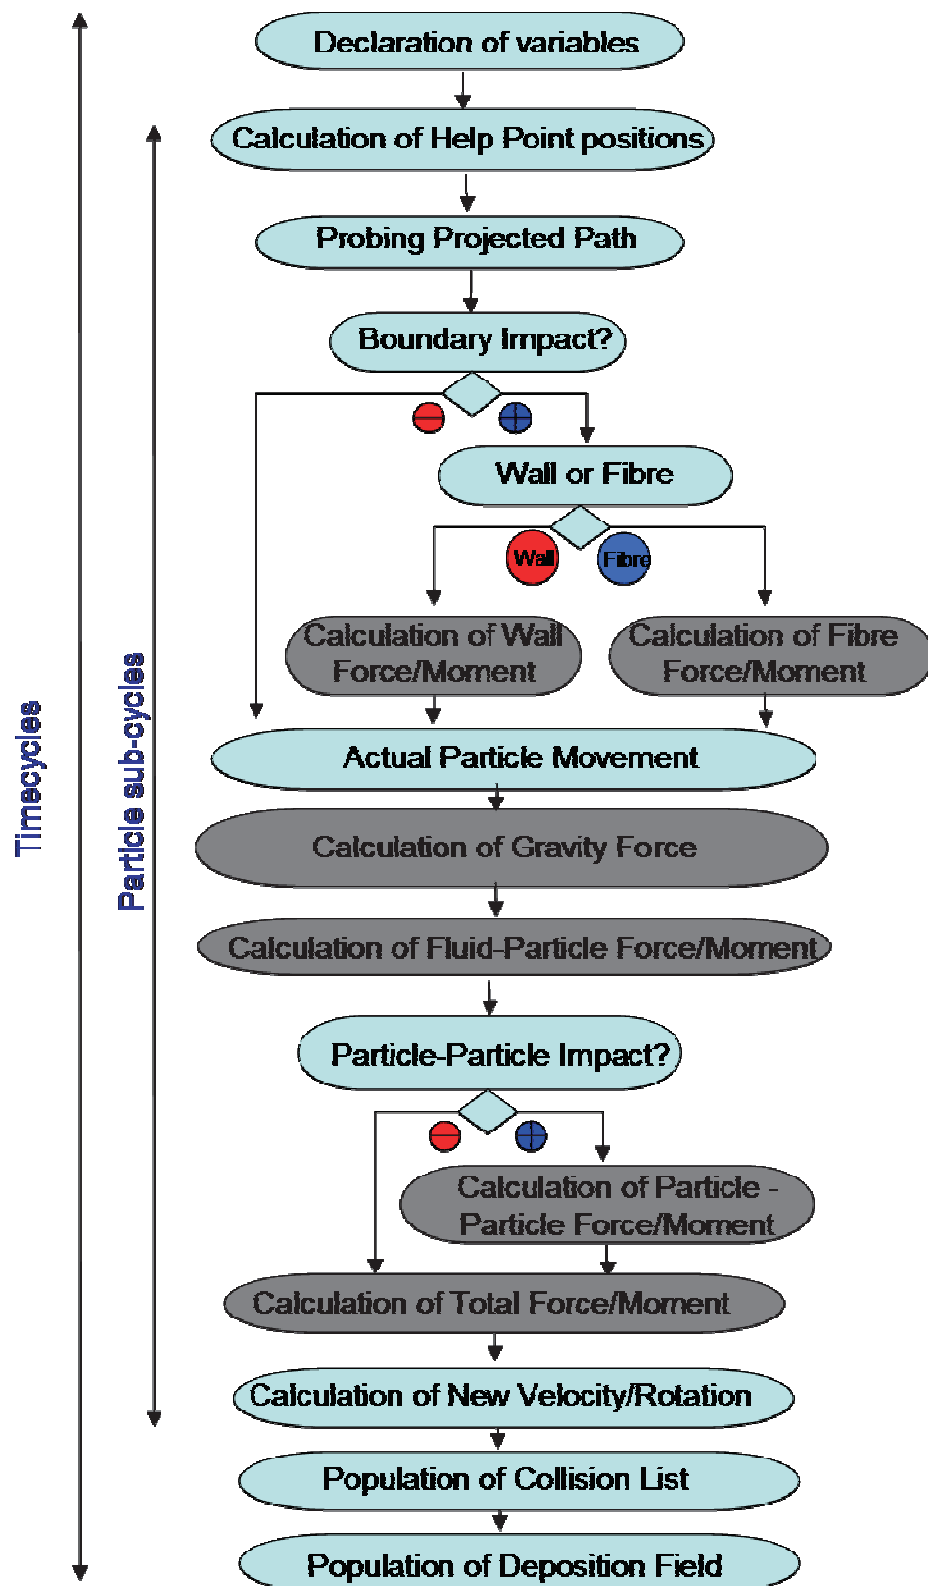 Declaration of variables
Calculation of Help Point positions
Probing Projected Path
Boundary Impact?
Wall or Fibre
Wall
Fibre
Calculation of Wall
Force/Moment
Calculation of Fibre
Force/Moment
Actual Particle Movement
Calculation of Gravity Force
Calculation of Fluid-Particle Force/Moment
Particle-Particle Impact?
Calculation of Particle -
Particle Force/Moment
Calculation of Total Force/Moment
Calculation of New Velocity/Rotation
Population of Collision List
Population of Deposition Field
Timecycles
Particle sub-cycles